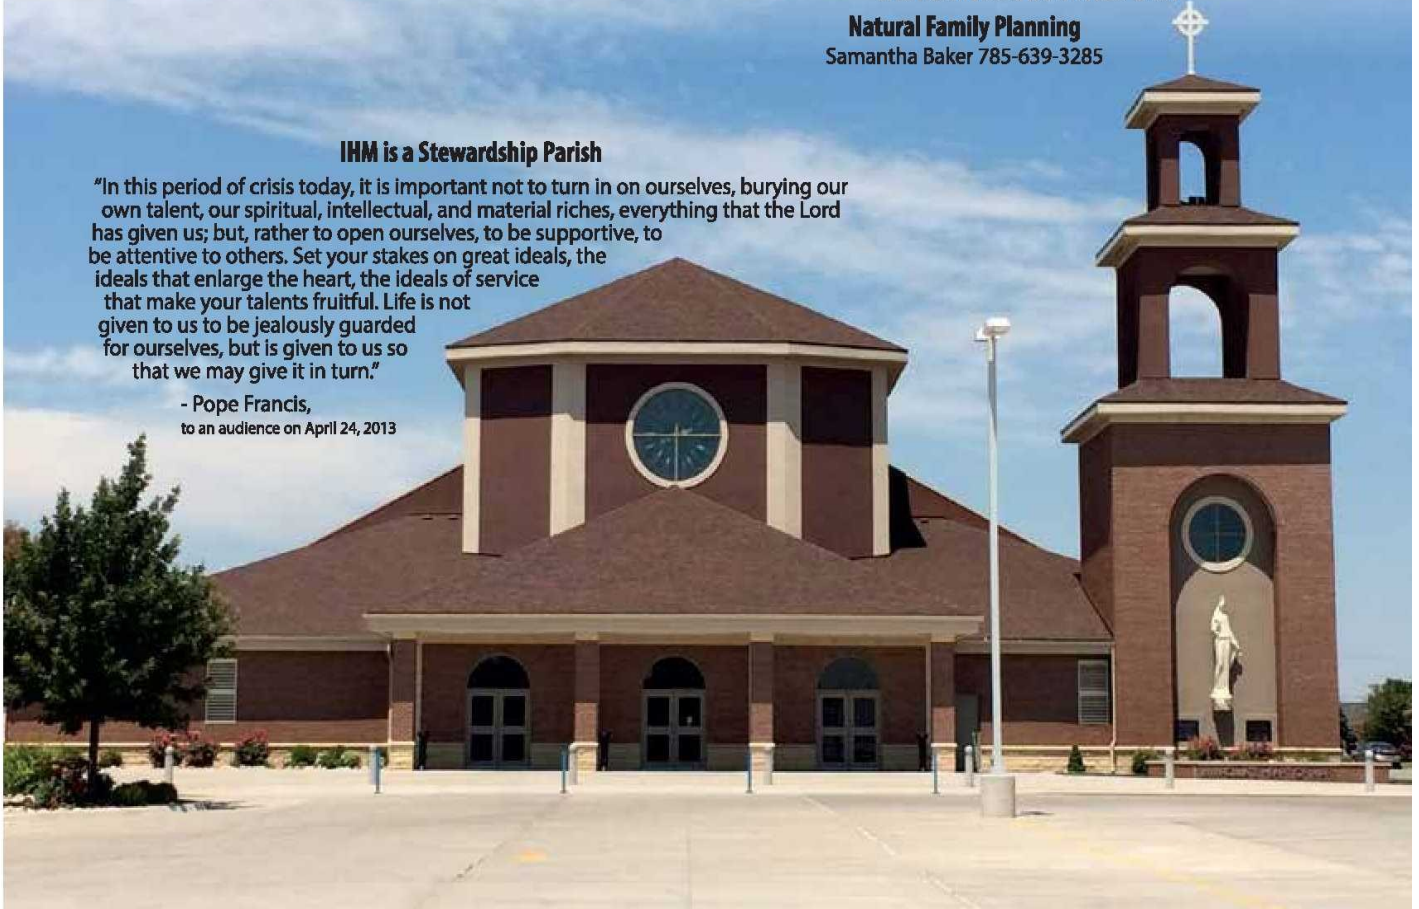 Natural Family Planning
Samantha Baker 785-639-3285
IHM is a Stewardship Parish
“In this period of crisis today, it is important not to turn in on ourselves, burying our
own talent, our spiritual, intellectual, and material riches, everything that the Lord
has given us; but, rather to open ourselves, to be supportive, to
be attentive to others. Set your stakes on great ideals, the
ideals that enlarge the heart, the ideals of service
that make your talents fruitful. Life is not
given to us to be jealously guarded
for ourselves, but is given to us so
that we may give it in turn.”
- Pope Francis,
to an audience on April 24, 2013